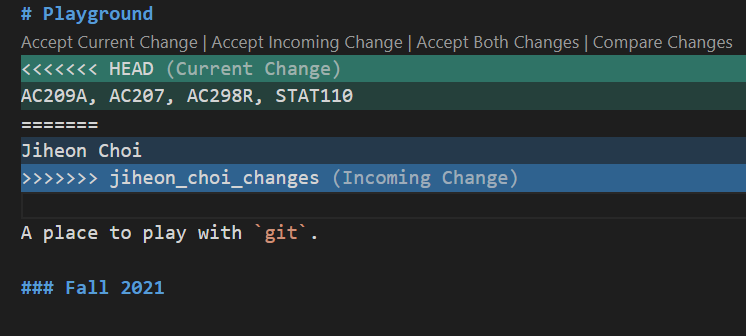 # Playground
Accept Current Change | Accept Incoming Change | Accept Both Changes | Compare Changes
<<<<<<< HEAD (Current Change)
AC209A, AC207, AC298R, STAT110
=======
Jiheon Choi
>>>>>>> jiheon_choi_changes (Incoming Change)
A place to play with `git`.
### Fall 2021